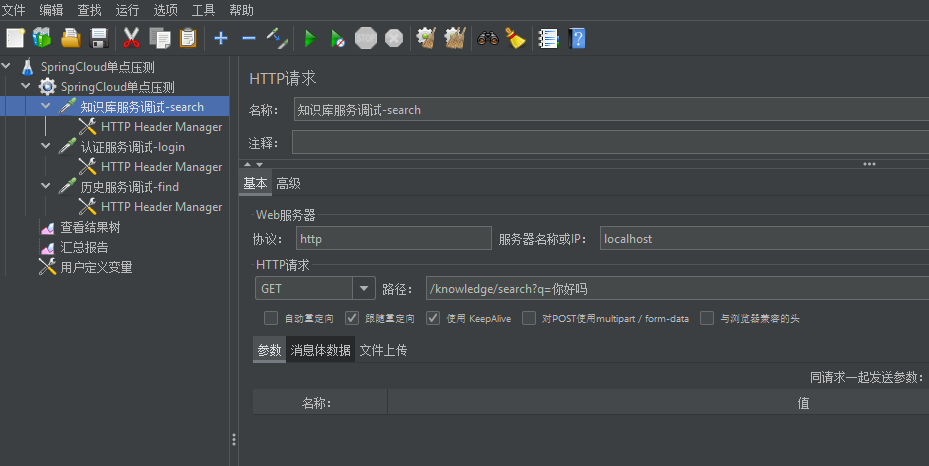 文件 编辑 查找 运行 选项 工具 帮助
SpringCloud单点压测
SpringCloud单点压测
知识库服务调试-search
HTTP Header Manager
认证服务调试-login
HTTP Header Manager
历史服务调试-find
HTTP Header Manager
查看结果树
汇总报告
用户定义变量
HTTP请求
名称: 知识库服务调试-search
注释:
基本 高级
Web服务器
协议: http 服务器名称或IP: localhost
HTTP请求
GET 路径: /knowledge/search?q=你好吗
自动重定向 跟随重定向 使用 KeepAlive 对POST使用multipart / form-data 与浏览器兼容的头
参数 消息体数据 文件上传
同请求一起发送参数:
名称: 值